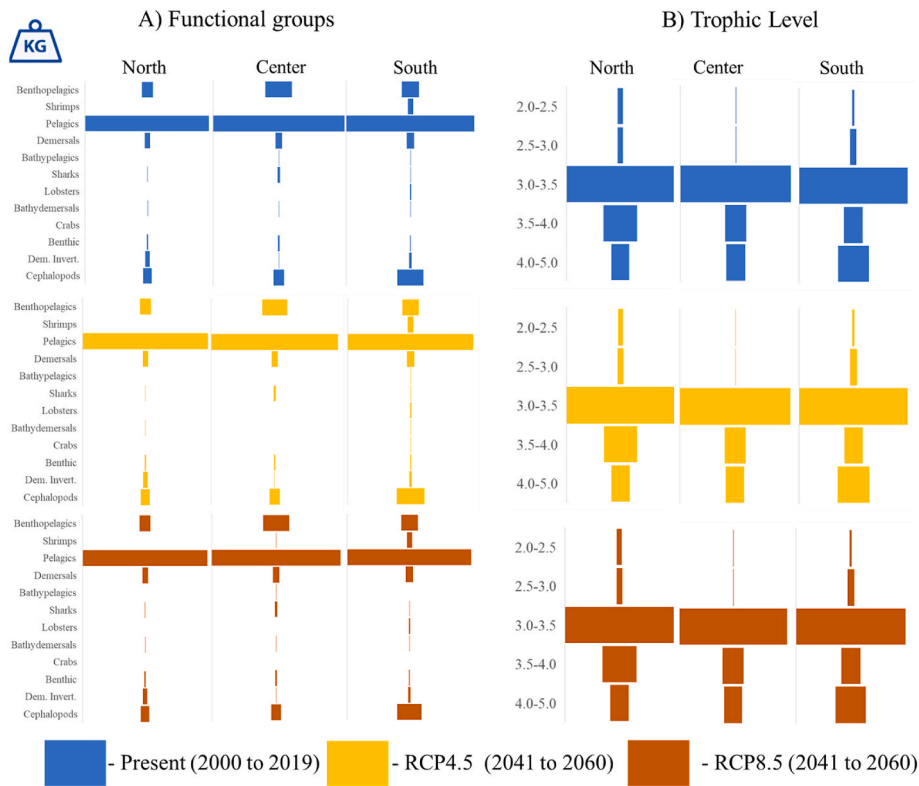 KG
A) Functional groups
B) Trophic Level
North
Center
South
North
Center
South
Benthopelagics
Shrimps
Pelagics
Demersals
Bathypelagics
Sharks
Lobsters
Bathydemersals
Crabs
Benthic
Dem. Invert.
Cephalopods
2.0-2.5
2.5-3.0
3.0-3.5
3.5-4.0
4.0-5.0
Benthopelagics
Shrimps
Pelagics
Demersals
Bathypelagics
Sharks
Lobsters
Bathydemersals
Crabs
Benthic
Dem. Invert.
Cephalopods
2.0-2.5
2.5-3.0
3.0-3.5
3.5-4.0
4.0-5.0
Benthopelagics
Shrimps
Pelagics
Demersals
Bathypelagics
Sharks
Lobsters
Bathydemersals
Crabs
Benthic
Dem. Invert.
Cephalopods
2.0-2.5
2.5-3.0
3.0-3.5
3.5-4.0
4.0-5.0
- Present (2000 to 2019)
- RCP4.5 (2041 to 2060)
- RCP8.5 (2041 to 2060)